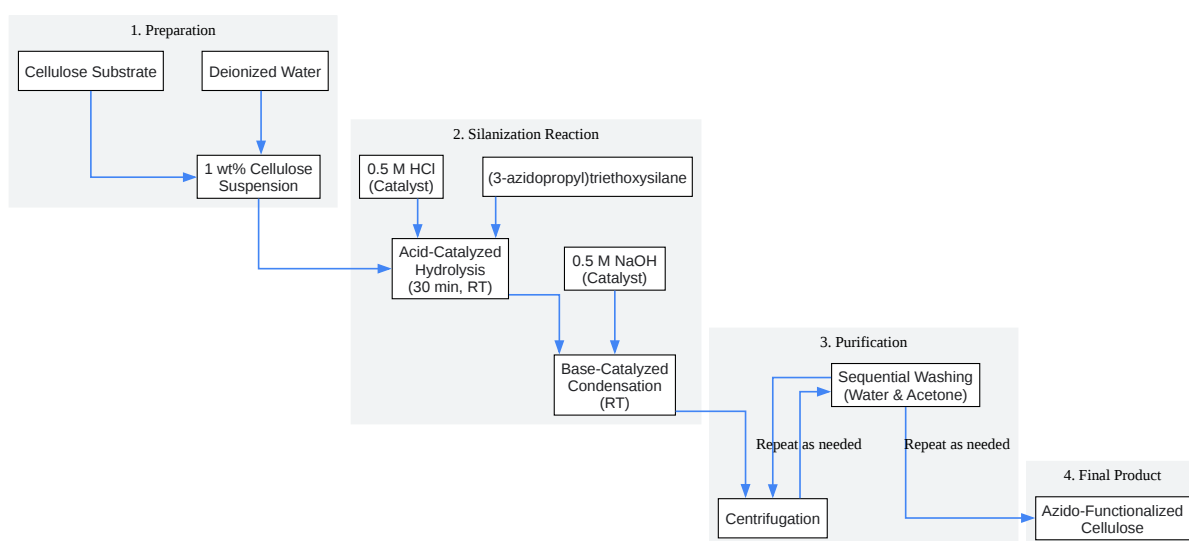 1. Preparation
Cellulose Substrate
Deionized Water
1 wt% Cellulose
Suspension
2. Silanization Reaction
0.5 M HCl
(Catalyst)
(3-azidopropyl)triethoxysilane
Acid-Catalyzed
Hydrolysis
(30 min, RT)
0.5 M NaOH
(Catalyst)
Base-Catalyzed
Condensation
(RT)
3. Purification
Sequential Washing
(Water & Acetone)
Repeat as needed
Repeat as needed
Centrifugation
4. Final Product
Azido-Functionalized
Cellulose